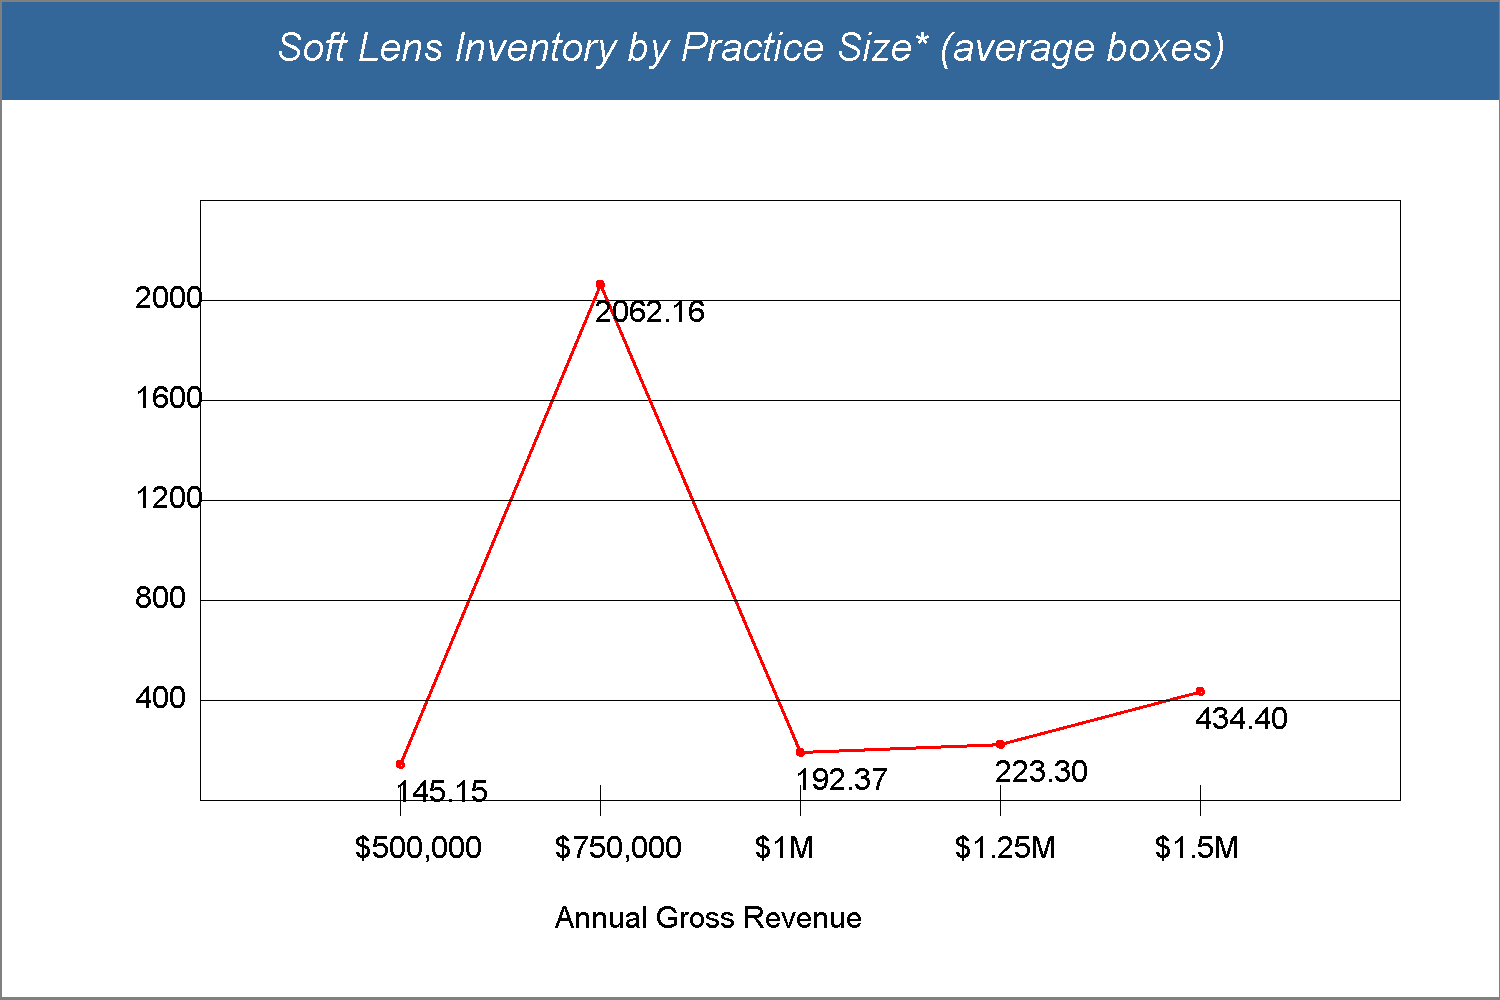 Soft Lens Inventory by Practice Size* (average boxes)
2000
2062.16
1600
1200
800
400
434.40
145.15
192.37
223.30
$500,000
$750,000
$1M
$1.25M
$1.5M
Annual Gross Revenue